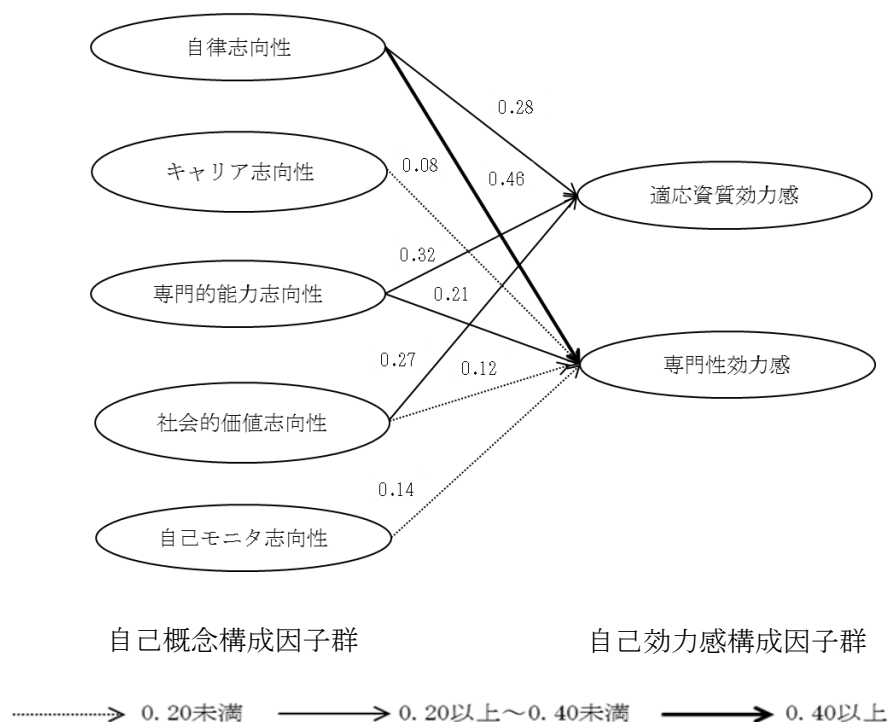 自律志向性
0.28
キャリア志向性
0.08
0.46
適応資質効力感
0.32
専門的能力志向性
0.21
0.27
0.12
専門性効力感
社会的価値志向性
0.14
自己モニタ志向性
自己概念構成因子群
自己効力感構成因子群
0.20未満
0.20以上～0.40未満
0.40以上